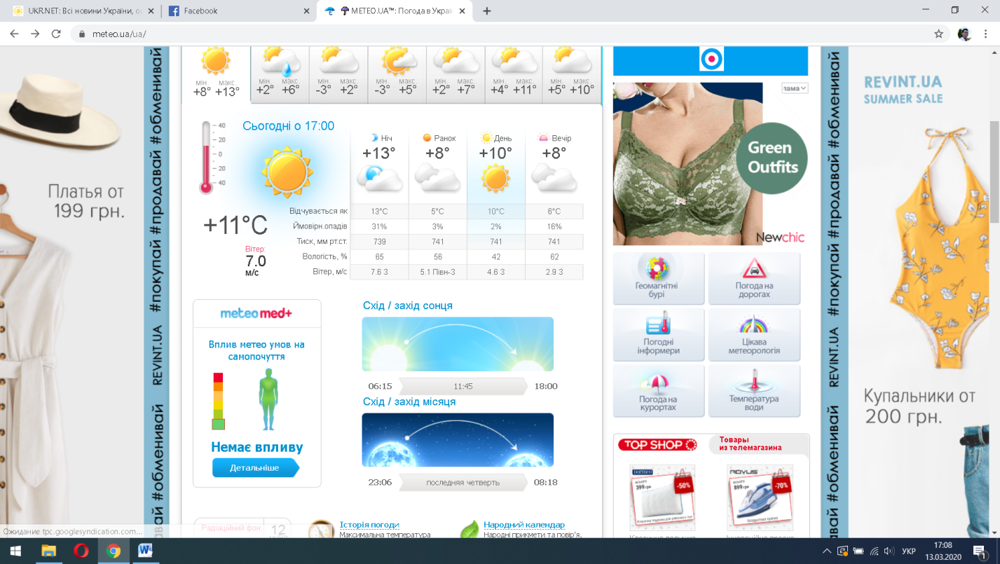 UKR.NET: Всі новини України, ос
Facebook
METEO.UA™: Погода в Україн
meteo.ua/ua/
мін. макс.
+8° +13°
мін. макс.
+2° +6°
мін. макс.
-3° +2°
мін. макс.
-3° +5°
мін. макс.
+2° +7°
мін. макс.
+4° +11°
мін. макс.
+5° +10°
Сьогодні о 17:00
40
20
0
20
40
+11°C
Вітер:
7.0
м/с
Ніч Ранок День Вечір
+13° +8° +10° +8°
Відчувається як 13°C 5°C 10°C 6°C
Ймовірн.опадів 31% 3% 2% 16%
Тиск, мм рт.ст. 739 741 741 741
Вологість, % 65 56 42 62
Вітер, м/с 7.6 З 5.1 Півн-З 4.6 З 2.9 З
meteomed+
Вплив метео умов на
самопочуття
Немає впливу
Детальніше
Схід / захід сонця
06:15 11:45 18:00
Схід / захід місяця
23:06 последняя четверть 08:18
Радіаційний фон 12
Історія погоди
Максимальна температура
Народний календар
Народні прикмети та повір'я,
зама
Green
Outfits
Newchic
Геомагнітні
бурі
Погода на
дорогах
Погодні
інформери
Цікава
метеорологія
Погода на
курортах
Температура
води
TOP SHOP
Товары
из телемагазина
DORMEO
всього
399 грн
-50%
ROVUS
всього
899 грн
-70%
Платья от
199 грн.
REVINT.UA #покупай #продавай #обменивай
#обменивай
REVINT.UA
SUMMER SALE
Купальники от
200 грн.
REVINT.UA #покупай #продавай #обменивай
#обменивай
Ожидание tpc.googlesyndication.com...
УКР
17:08
13.03.2020
1